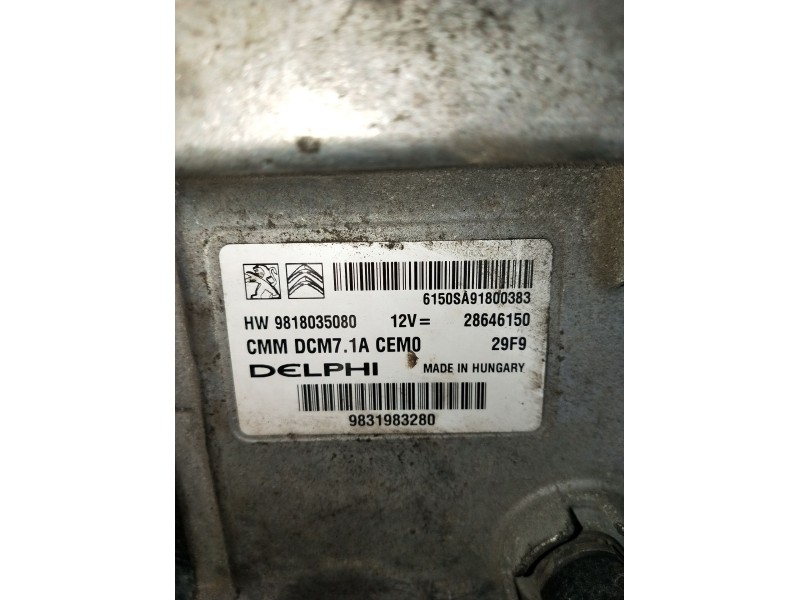 6150SA91800383
HW 9818035080 12V= 28646150
CMM DCM7.1A CEM0 29F9
DELPHI MADE IN HUNGARY
9831983280